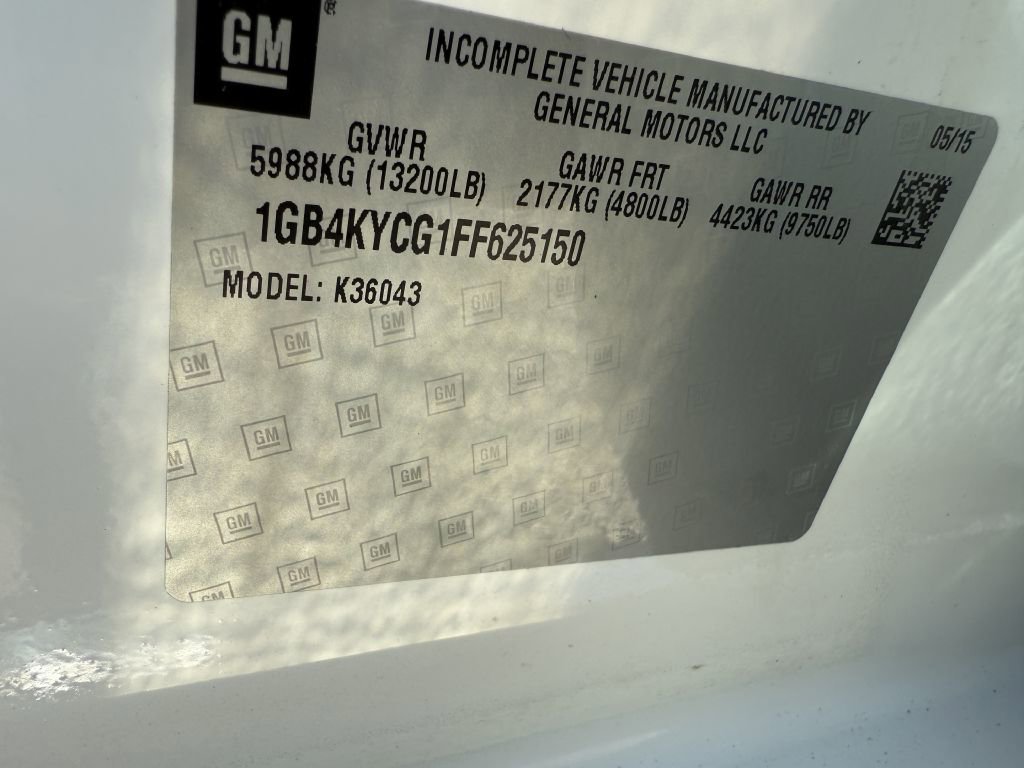 GM ®
INCOMPLETE VEHICLE MANUFACTURED BY
GENERAL MOTORS LLC
05/15
GVWR GAWR FRT GAWR RR
5988KG (13200LB) 2177KG (4800LB) 4423KG (9750LB)
1GB4KYCG1FF625150
MODEL: K36043